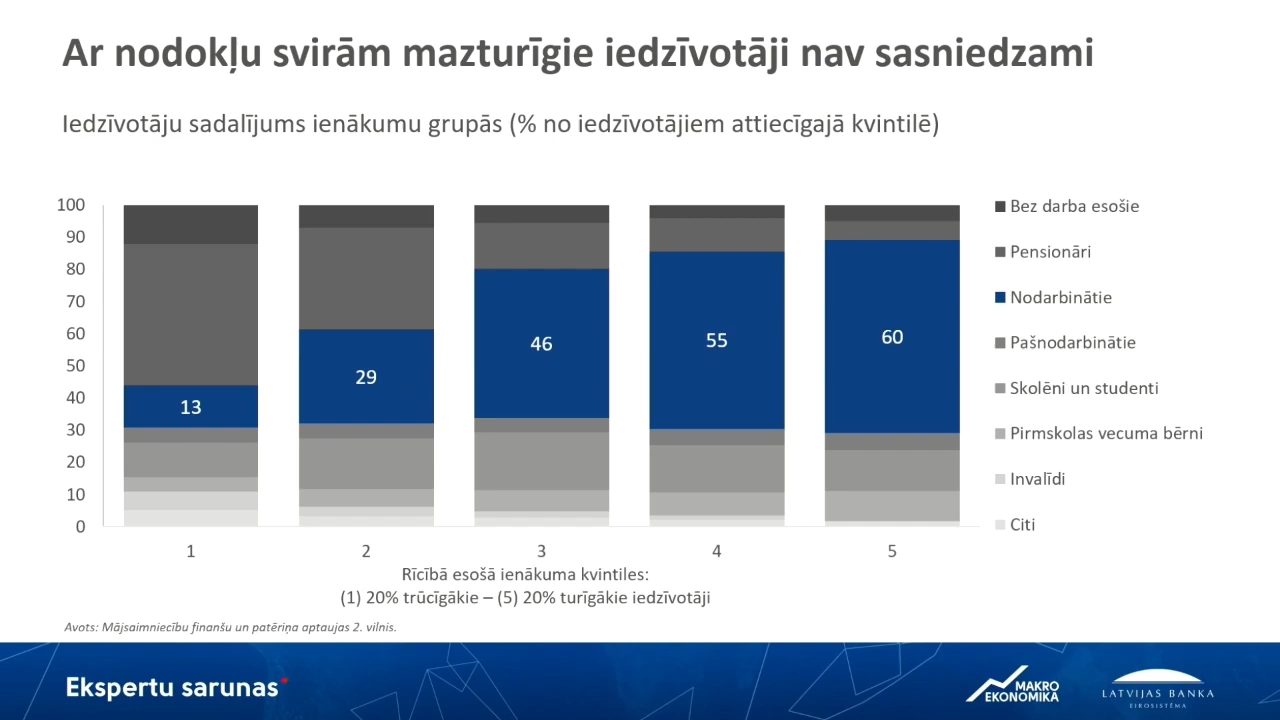 Ar nodokļu svirām mazturīgie iedzīvotāji nav sasniedzami
Iedzīvotāju sadalījums ienākumu grupās (% no iedzīvotājiem attiecīgajā kvintilē)
100
90
80
70
60
50
40
30
20
10
0
13
29
46
55
60
1
2
3
4
5
Rīcībā esošā ienākuma kvintiles:
(1) 20% trūcīgākie – (5) 20% turīgākie iedzīvotāji
Bez darba esošie
Pensionāri
Nodarbinātie
Pašnodarbinātie
Skolēni un studenti
Pirmskolas vecuma bērni
Invalīdi
Citi
Avots: Mājsaimniecību finanšu un patēriņa aptaujas 2. vilnis.
Ekspertu sarunas
MAKRO
EKONOMIKA
LATVIJAS BANKA
EIROSISTĒMA